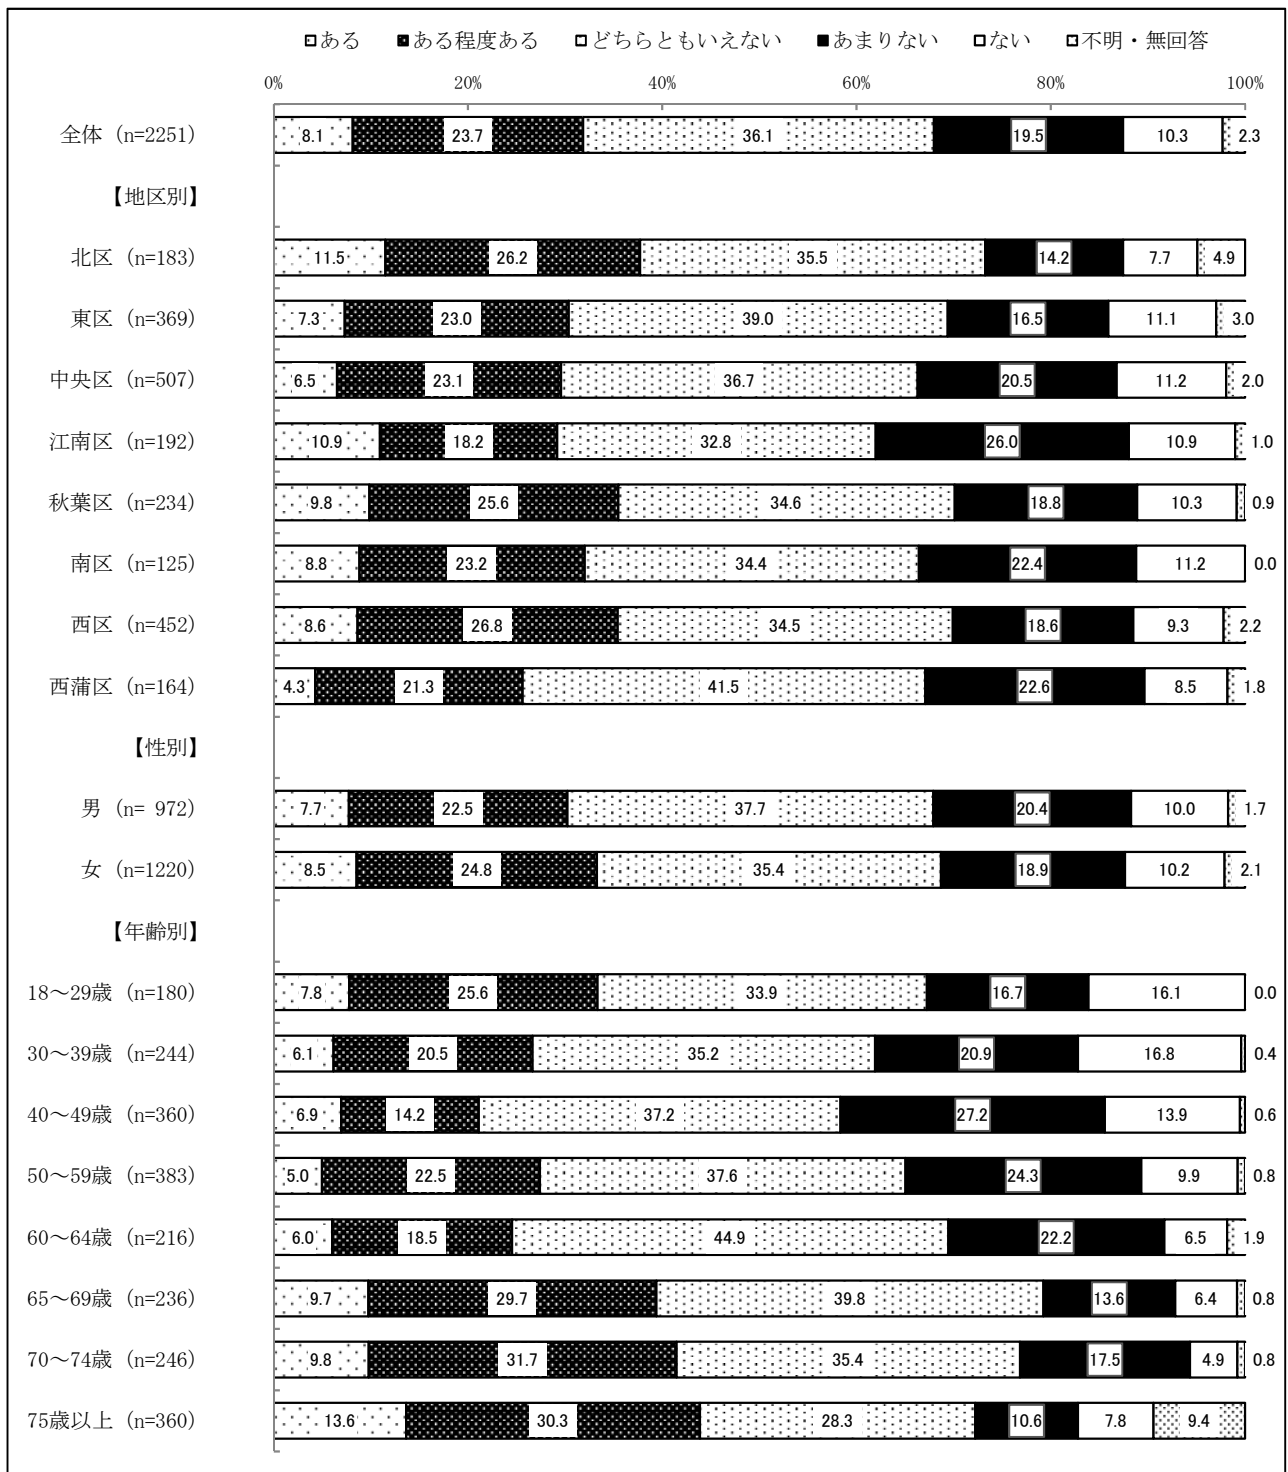 ある ある程度ある どちらともいえない あまりない ない 不明・無回答
0% 20% 40% 60% 80% 100%
全体 (n=2251) 8.1 23.7 36.1 19.5 10.3 2.3
【地区別】
北区 (n=183) 11.5 26.2 35.5 14.2 7.7 4.9
東区 (n=369) 7.3 23.0 39.0 16.5 11.1 3.0
中央区 (n=507) 6.5 23.1 36.7 20.5 11.2 2.0
江南区 (n=192) 10.9 18.2 32.8 26.0 10.9 1.0
秋葉区 (n=234) 9.8 25.6 34.6 18.8 10.3 0.9
南区 (n=125) 8.8 23.2 34.4 22.4 11.2 0.0
西区 (n=452) 8.6 26.8 34.5 18.6 9.3 2.2
西蒲区 (n=164) 4.3 21.3 41.5 22.6 8.5 1.8
【性別】
男 (n= 972) 7.7 22.5 37.7 20.4 10.0 1.7
女 (n=1220) 8.5 24.8 35.4 18.9 10.2 2.1
【年齢別】
18～29歳 (n=180) 7.8 25.6 33.9 16.7 16.1 0.0
30～39歳 (n=244) 6.1 20.5 35.2 20.9 16.8 0.4
40～49歳 (n=360) 6.9 14.2 37.2 27.2 13.9 0.6
50～59歳 (n=383) 5.0 22.5 37.6 24.3 9.9 0.8
60～64歳 (n=216) 6.0 18.5 44.9 22.2 6.5 1.9
65～69歳 (n=236) 9.7 29.7 39.8 13.6 6.4 0.8
70～74歳 (n=246) 9.8 31.7 35.4 17.5 4.9 0.8
75歳以上 (n=360) 13.6 30.3 28.3 10.6 7.8 9.4